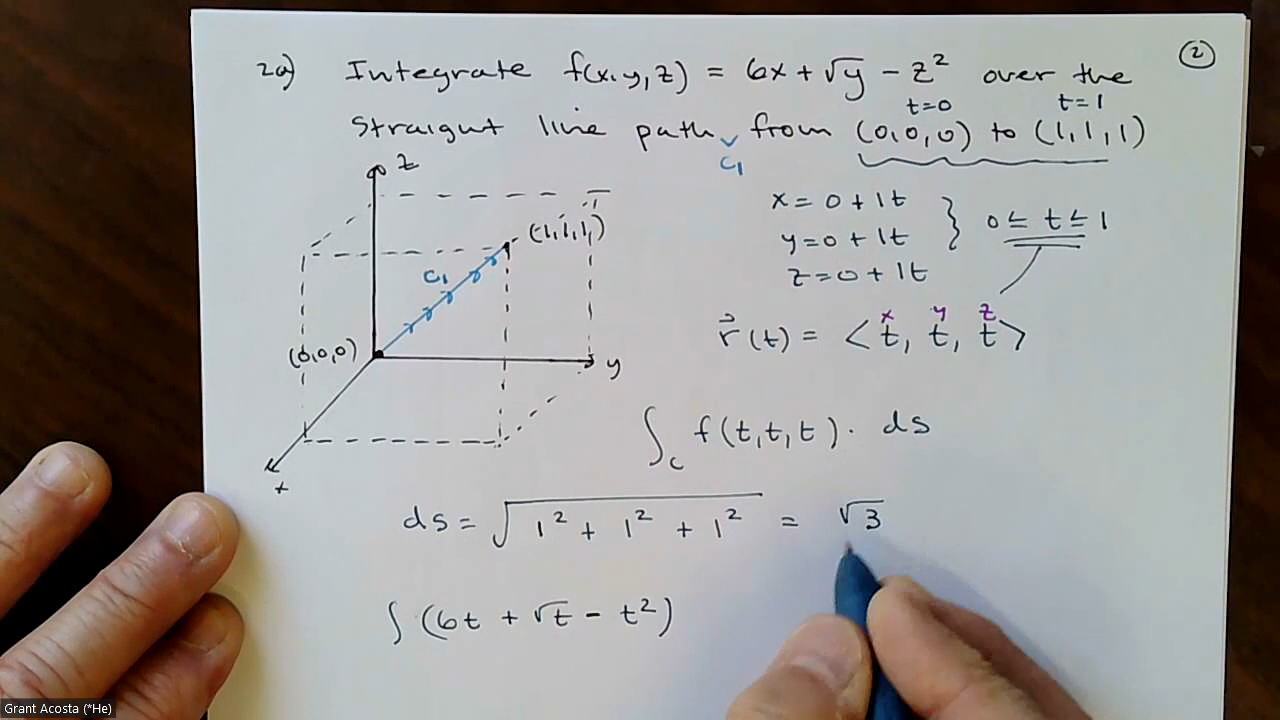 2a) Integrate f(x,y,z) = 6x + √y − z² over the
②
t=0 t=1
straignt line path from (0,0,0) to (1,1,1)
C₁
z
x = 0 + 1t
y = 0 + 1t } 0 ≤ t ≤ 1
z = 0 + 1t
(1,1,1)
C₁
x y z
r⃗(t) = <t, t, t>
(0,0,0)
y
x
∫_C f(t,t,t) · ds
ds = √(1² + 1² + 1²) = √3
∫ (6t + √t − t²)
Grant Acosta (*He)